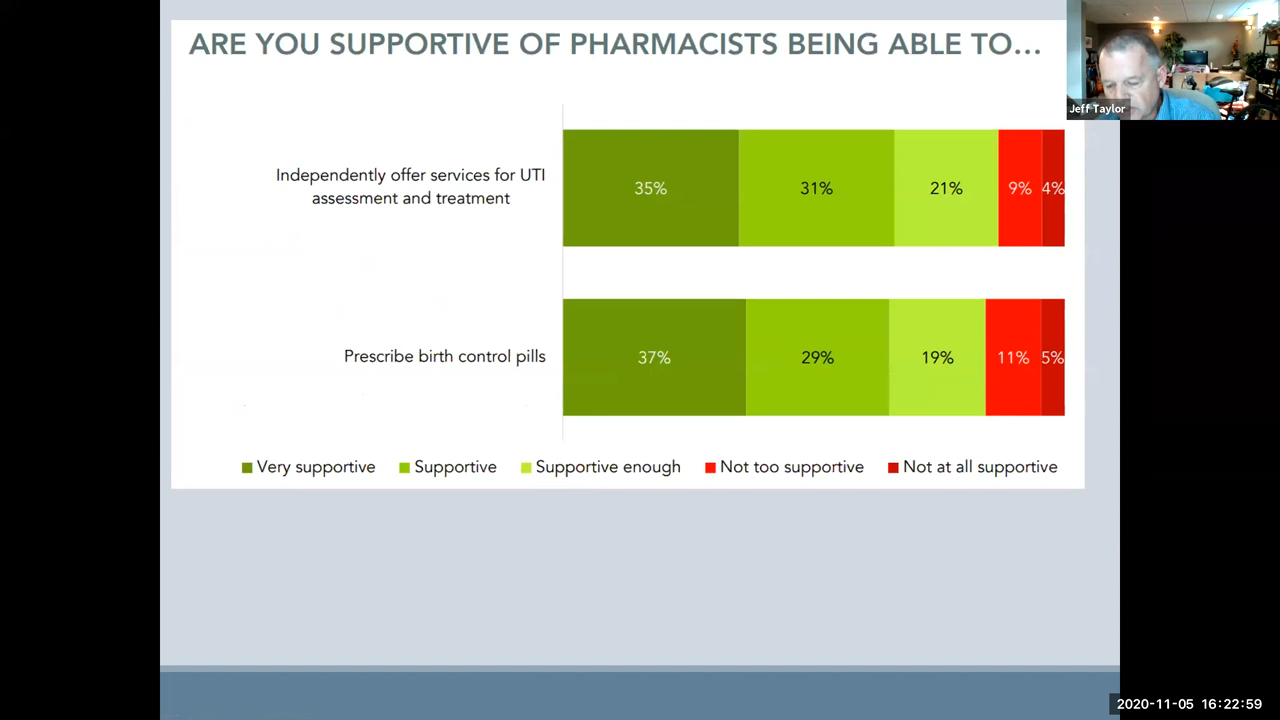 ARE YOU SUPPORTIVE OF PHARMACISTS BEING ABLE TO...
Jeff Taylor
Independently offer services for UTI
assessment and treatment
35% 31% 21% 9% 4%
Prescribe birth control pills
37% 29% 19% 11% 5%
Very supportive Supportive Supportive enough Not too supportive Not at all supportive
2020-11-05 16:22:59